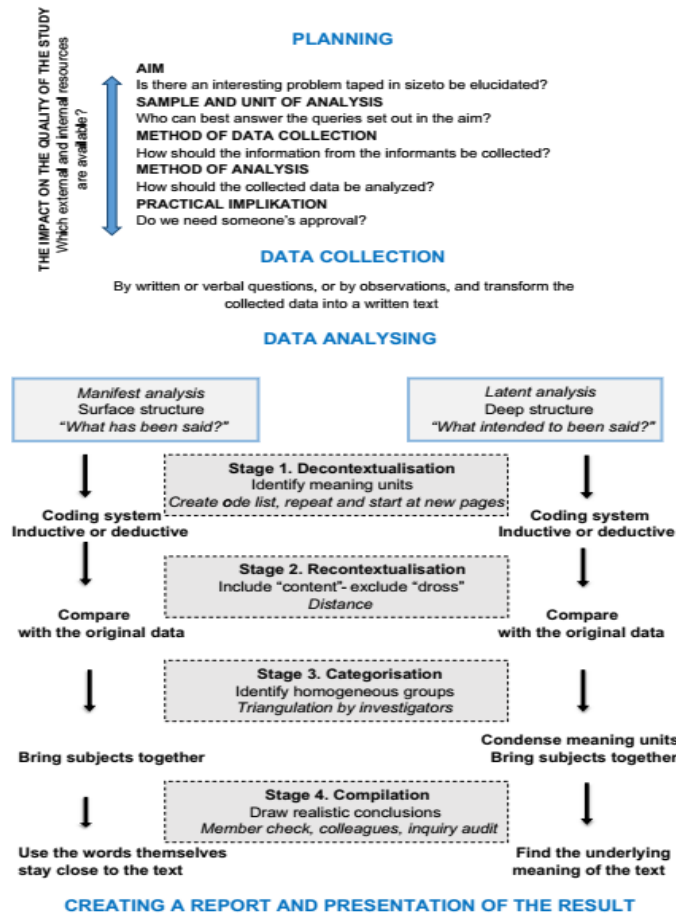 PLANNING
THE IMPACT ON THE QUALITY OF THE STUDY
Which external and internal resources
are available?
AIM
Is there an interesting problem taped in sizeto be elucidated?
SAMPLE AND UNIT OF ANALYSIS
Who can best answer the queries set out in the aim?
METHOD OF DATA COLLECTION
How should the information from the informants be collected?
METHOD OF ANALYSIS
How should the collected data be analyzed?
PRACTICAL IMPLIKATION
Do we need someone's approval?
DATA COLLECTION
By written or verbal questions, or by observations, and transform the
collected data into a written text
DATA ANALYSING
Manifest analysis
Surface structure
"What has been said?"
Latent analysis
Deep structure
"What intended to been said?"
Stage 1. Decontextualisation
Identify meaning units
Create ode list, repeat and start at new pages
Coding system
Inductive or deductive
Coding system
Inductive or deductive
Stage 2. Recontextualisation
Include "content"- exclude "dross"
Distance
Compare
with the original data
Compare
with the original data
Stage 3. Categorisation
Identify homogeneous groups
Triangulation by investigators
Bring subjects together
Condense meaning units
Bring subjects together
Stage 4. Compilation
Draw realistic conclusions
Member check, colleagues, inquiry audit
Use the words themselves
stay close to the text
Find the underlying
meaning of the text
CREATING A REPORT AND PRESENTATION OF THE RESULT